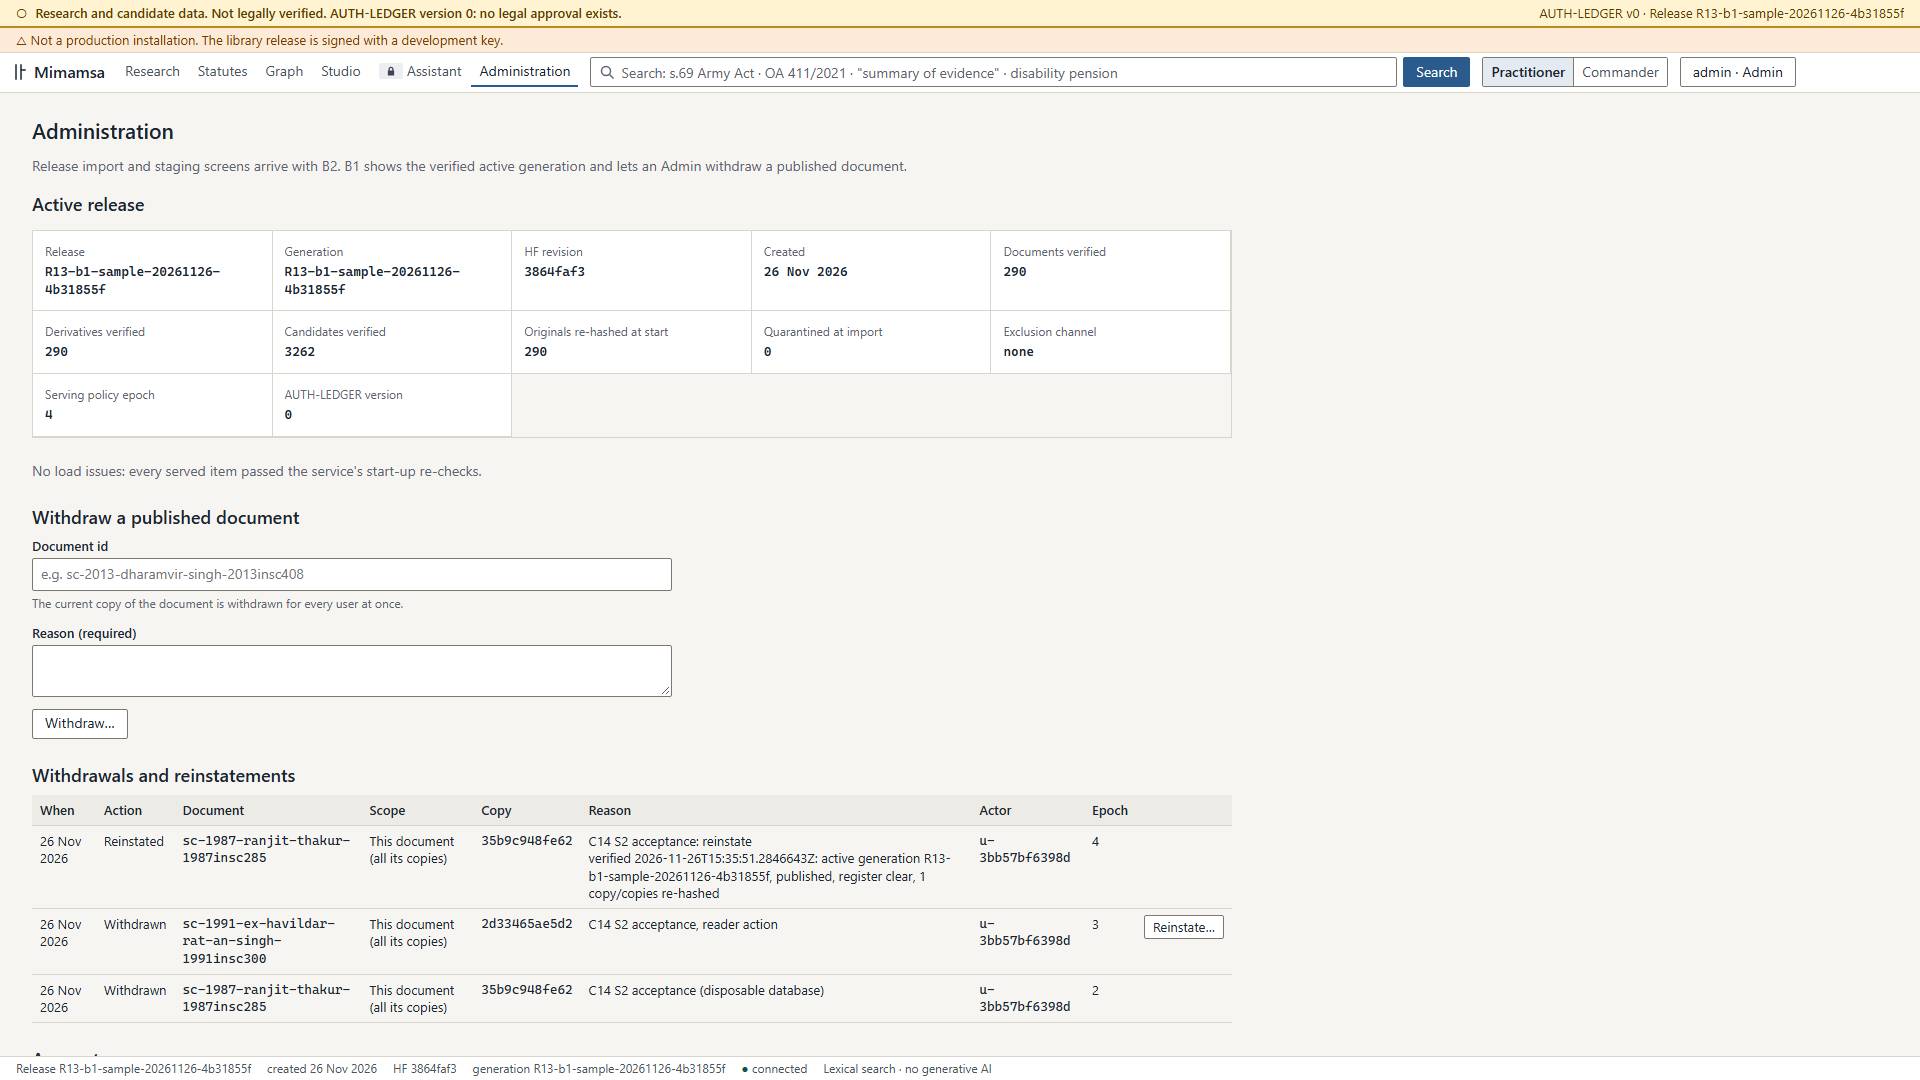 Research and candidate data. Not legally verified. AUTH-LEDGER version 0: no legal approval exists.
AUTH-LEDGER v0 · Release R13-b1-sample-20261126-4b31855f
⚠ Not a production installation. The library release is signed with a development key.
Mimamsa
Research
Statutes
Graph
Studio
Assistant
Administration
Search: s.69 Army Act · OA 411/2021 · "summary of evidence" · disability pension
Search
Practitioner
Commander
admin · Admin
Administration
Release import and staging screens arrive with B2. B1 shows the verified active generation and lets an Admin withdraw a published document.
Active release
Release
R13-b1-sample-20261126-
4b31855f
Generation
R13-b1-sample-20261126-
4b31855f
HF revision
3864faf3
Created
26 Nov 2026
Documents verified
290
Derivatives verified
290
Candidates verified
3262
Originals re-hashed at start
290
Quarantined at import
0
Exclusion channel
none
Serving policy epoch
4
AUTH-LEDGER version
0
No load issues: every served item passed the service's start-up re-checks.
Withdraw a published document
Document id
e.g. sc-2013-dharamvir-singh-2013insc408
The current copy of the document is withdrawn for every user at once.
Reason (required)
Withdraw...
Withdrawals and reinstatements
When Action Document Scope Copy Reason Actor Epoch
26 Nov
2026
Reinstated
sc-1987-ranjit-thakur-
1987insc285
This document
(all its copies)
35b9c948fe62
C14 S2 acceptance: reinstate
verified 2026-11-26T15:35:51.2846643Z: active generation R13-
b1-sample-20261126-4b31855f, published, register clear, 1
copy/copies re-hashed
u-
3bb57bf6398d
4
26 Nov
2026
Withdrawn
sc-1991-ex-havildar-
rat-an-singh-
1991insc300
This document
(all its copies)
2d33465ae5d2
C14 S2 acceptance, reader action
u-
3bb57bf6398d
3
Reinstate...
26 Nov
2026
Withdrawn
sc-1987-ranjit-thakur-
1987insc285
This document
(all its copies)
35b9c948fe62
C14 S2 acceptance (disposable database)
u-
3bb57bf6398d
2
Release R13-b1-sample-20261126-4b31855f
created 26 Nov 2026
HF 3864faf3
generation R13-b1-sample-20261126-4b31855f
● connected
Lexical search · no generative AI